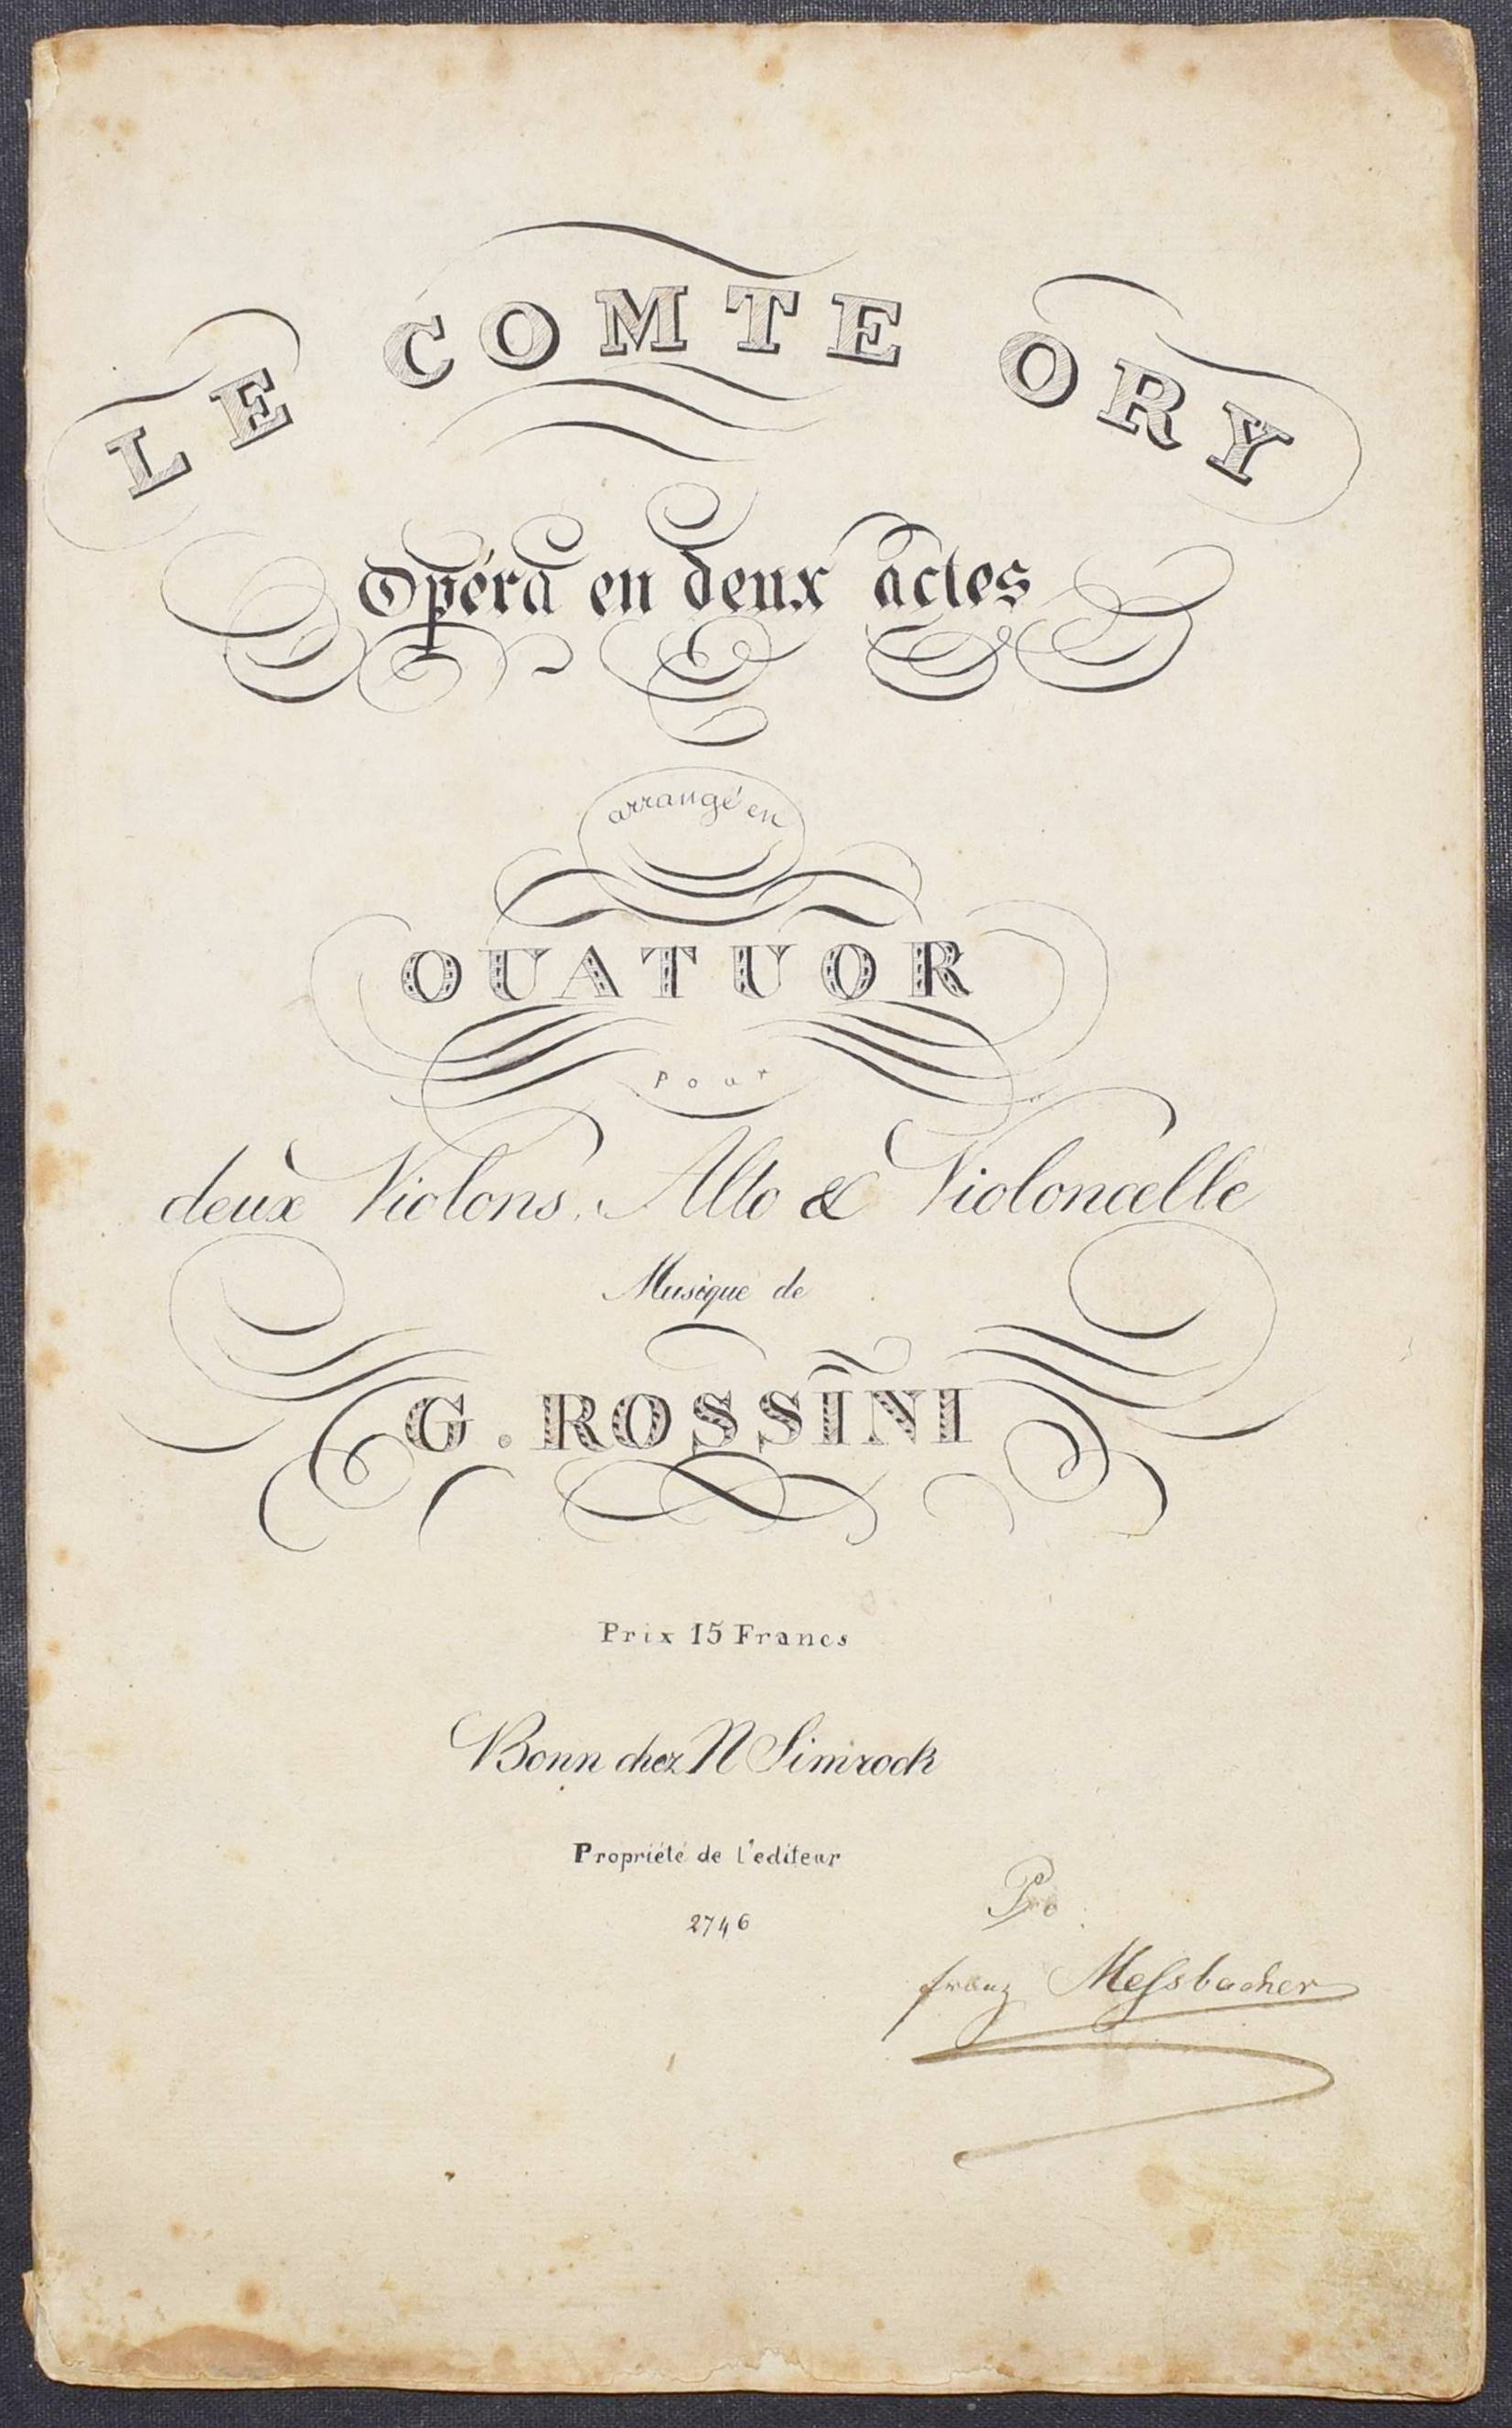 LE COMTE ORY
Opéra en deux actes
arrangé en
QUATUOR
pour
deux Violons, Alto & Violoncelle
Musique de
G. ROSSINI
Prix 15 Francs
Bonn chez N Simrock
Propriété de l'editeur
2746
Pro
franz Meſsbacher